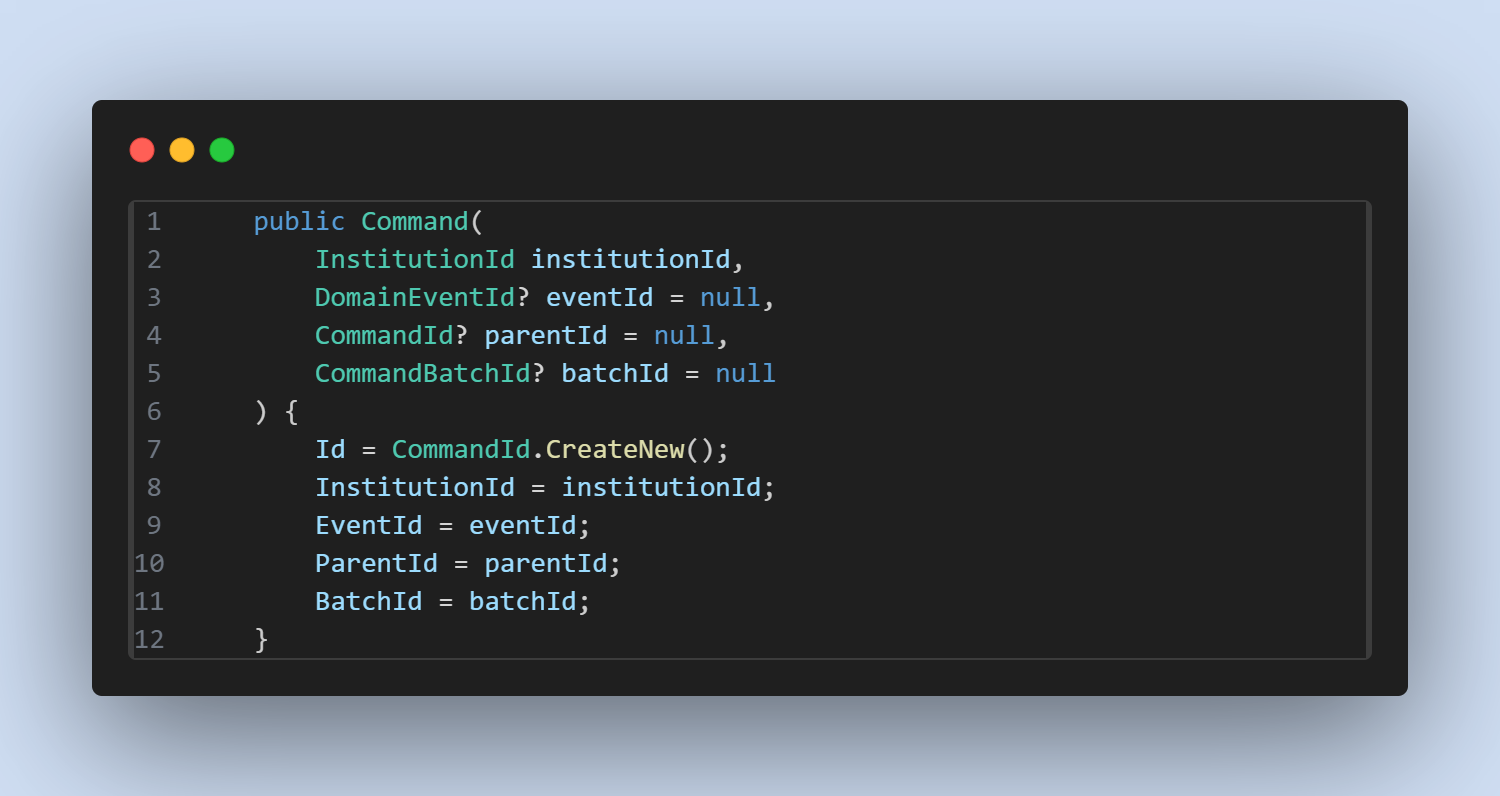 1 public Command(
2 InstitutionId institutionId,
3 DomainEventId? eventId = null,
4 CommandId? parentId = null,
5 CommandBatchId? batchId = null
6 ) {
7 Id = CommandId.CreateNew();
8 InstitutionId = institutionId;
9 EventId = eventId;
10 ParentId = parentId;
11 BatchId = batchId;
12 }